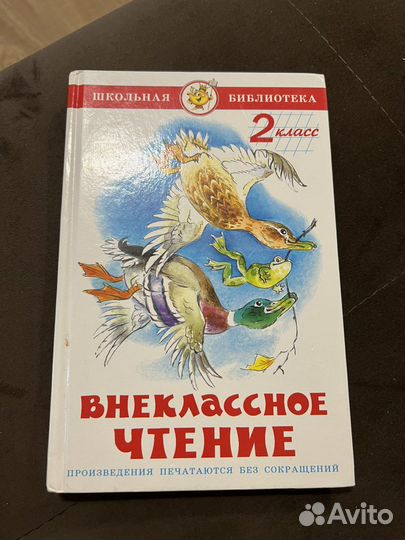 ШКОЛЬНАЯ БИБЛИОТЕКА
2 класс
ВНЕКЛАССНОЕ
ЧТЕНИЕ
ПРОИЗВЕДЕНИЯ ПЕЧАТАЮТСЯ БЕЗ СОКРАЩЕНИЙ
Avito